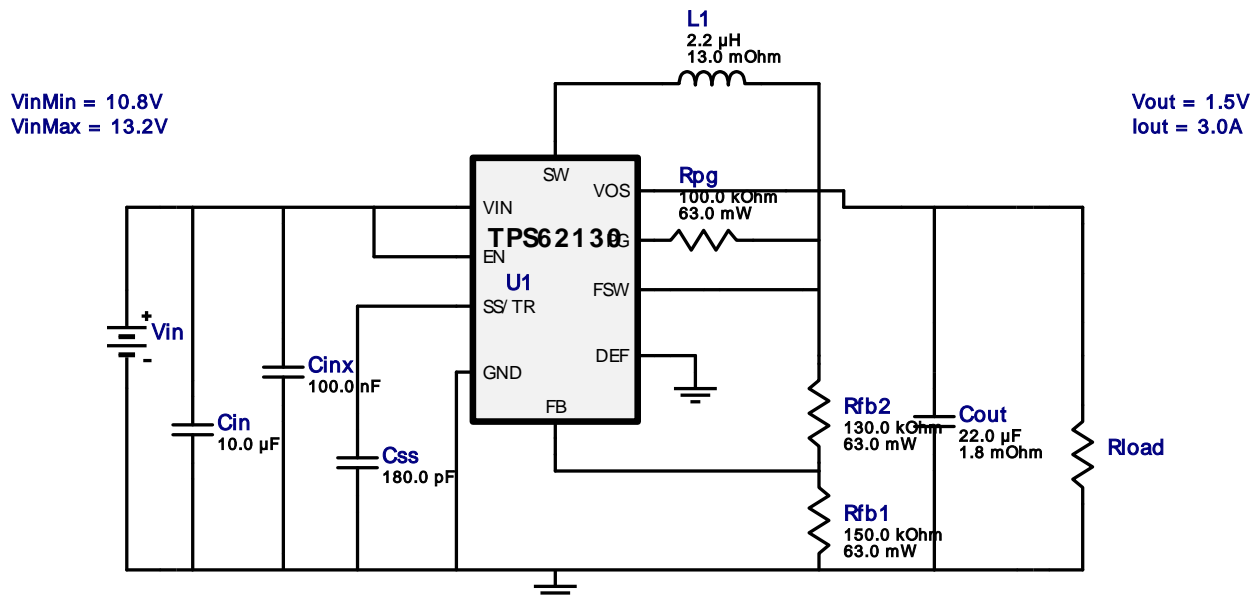 L1
2.2 µH
13.0 mOhm
VinMin = 10.8V
VinMax = 13.2V
Vout = 1.5V
Iout = 3.0A
SW
VOS
Rpg
100.0 kOhm
63.0 mW
VIN
TPS62130
PG
EN
U1
FSW
SS/TR
+
Vin
-
DEF
Cinx
100.0 nF
GND
FB
Rfb2
130.0 kOhm
63.0 mW
Cout
22.0 µF
1.8 mOhm
Cin
10.0 µF
Css
180.0 pF
Rload
Rfb1
150.0 kOhm
63.0 mW